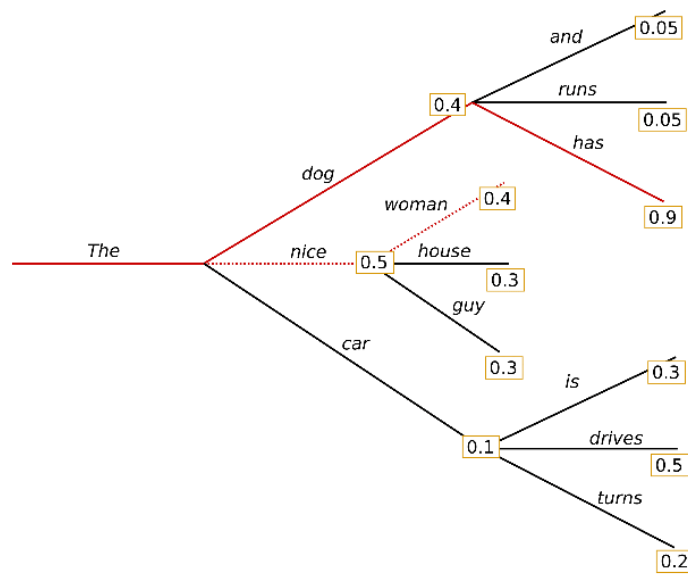 and
0.05
runs
0.05
0.4
has
0.9
dog
woman
0.4
The
nice
0.5
house
0.3
guy
0.3
car
is
0.3
0.1
drives
0.5
turns
0.2